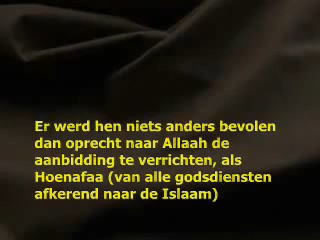 Er werd hen niets anders bevolen
dan oprecht naar Allaah de
aanbidding te verrichten, als
Hoenafaa (van alle godsdiensten
afkerend naar de Islaam)